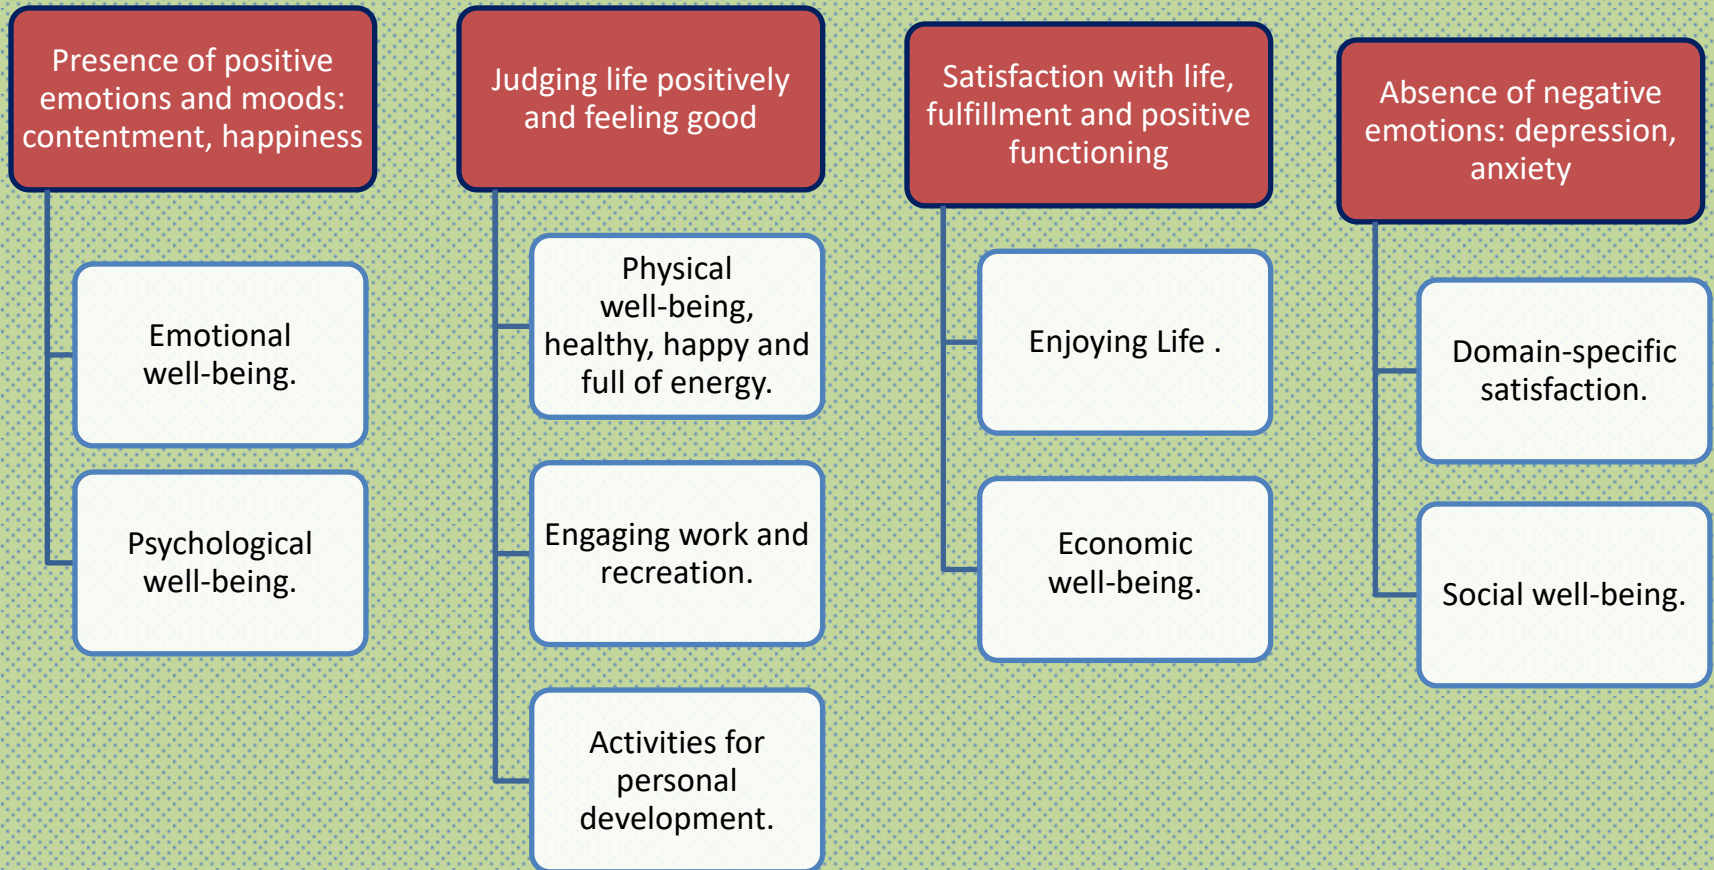 Presence of positive
emotions and moods:
contentment, happiness
Emotional
well-being.
Psychological
well-being.
Judging life positively
and feeling good
Physical
well-being,
healthy, happy and
full of energy.
Engaging work and
recreation.
Activities for
personal
development.
Satisfaction with life,
fulfillment and positive
functioning
Enjoying Life .
Economic
well-being.
Absence of negative
emotions: depression,
anxiety
Domain-specific
satisfaction.
Social well-being.